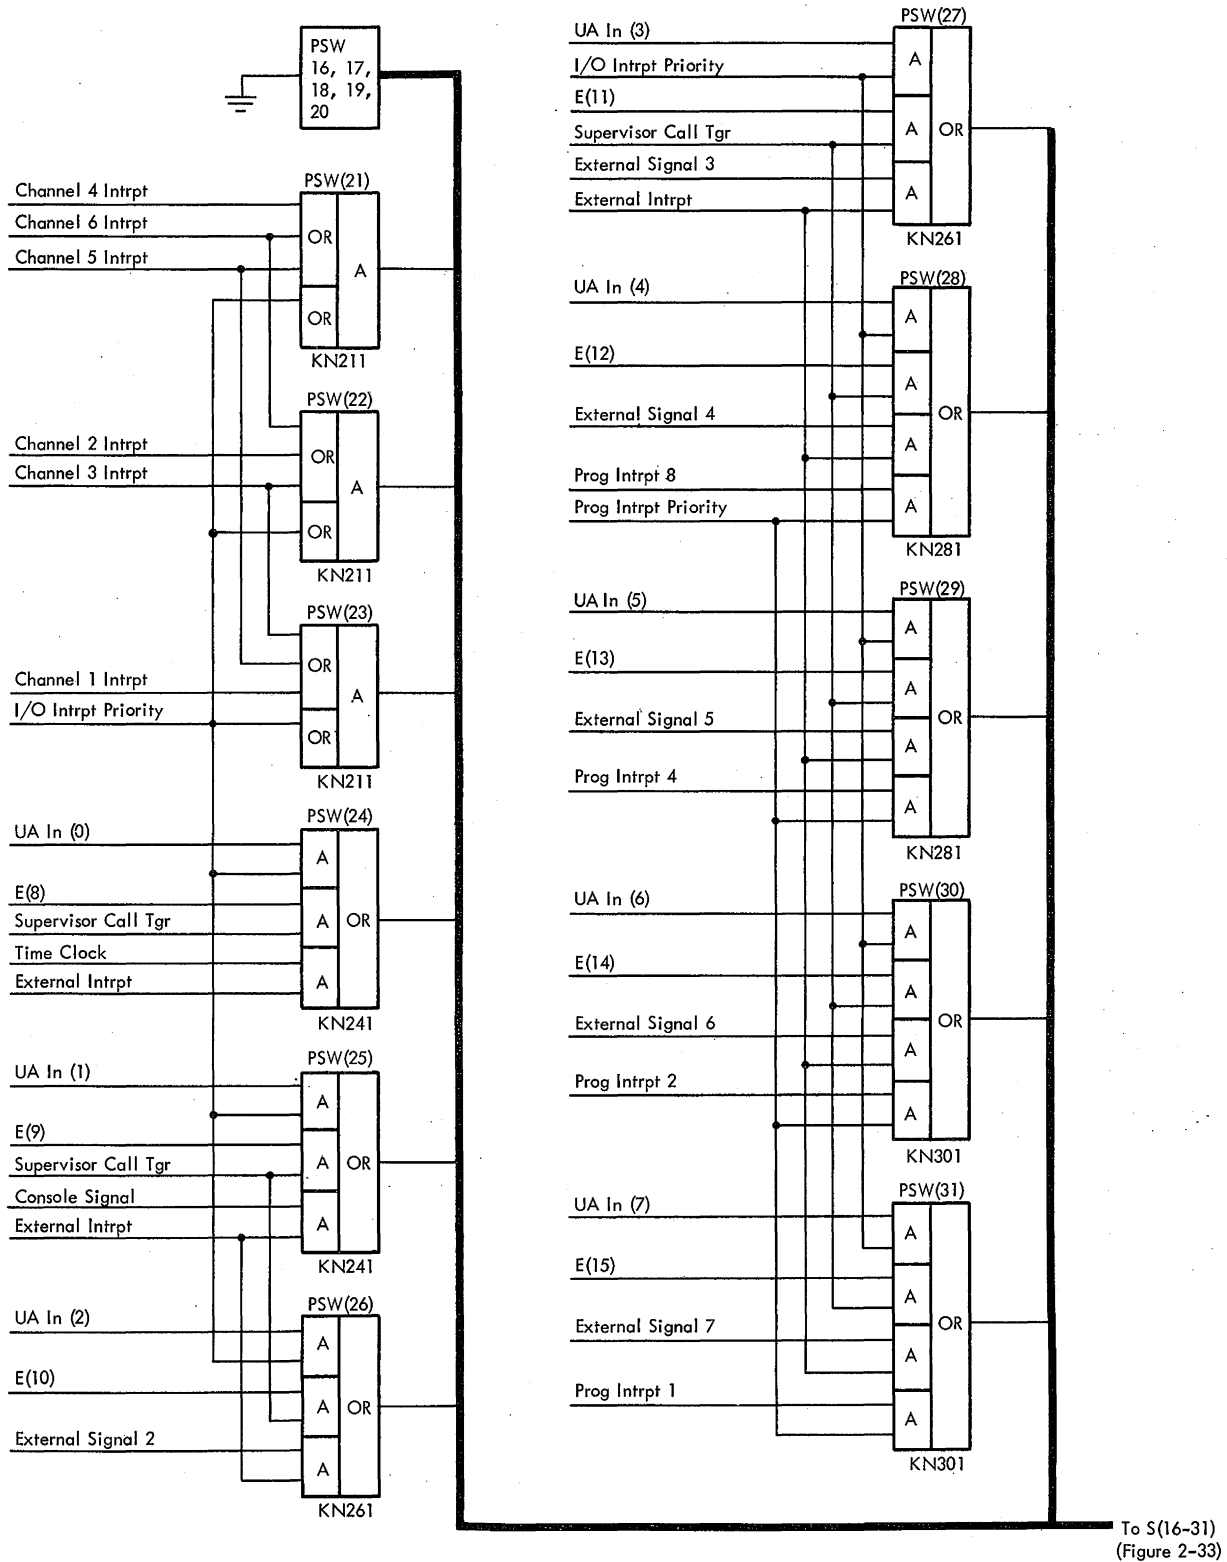 PSW
16, 17,
18, 19,
20
PSW(21)
Channel 4 Intrpt
Channel 6 Intrpt
OR
Channel 5 Intrpt
A
OR
KN211
PSW(22)
Channel 2 Intrpt
OR
Channel 3 Intrpt
A
OR
KN211
PSW(23)
OR
Channel 1 Intrpt
A
I/O Intrpt Priority
OR
KN211
PSW(24)
UA In (0)
A
E(8)
Supervisor Call Tgr
A
OR
Time Clock
External Intrpt
A
KN241
PSW(25)
UA In (1)
A
E(9)
Supervisor Call Tgr
A
OR
Console Signal
External Intrpt
A
KN241
PSW(26)
UA In (2)
A
E(10)
A
OR
External Signal 2
A
KN261
PSW(27)
UA In (3)
A
I/O Intrpt Priority
E(11)
A
OR
Supervisor Call Tgr
External Signal 3
A
External Intrpt
KN261
PSW(28)
UA In (4)
A
E(12)
A
External Signal 4
OR
A
Prog Intrpt 8
A
Prog Intrpt Priority
KN281
PSW(29)
UA In (5)
A
E(13)
A
External Signal 5
OR
A
Prog Intrpt 4
A
KN281
PSW(30)
UA In (6)
A
E(14)
A
External Signal 6
OR
A
Prog Intrpt 2
A
KN301
PSW(31)
UA In (7)
A
E(15)
A
External Signal 7
OR
A
Prog Intrpt 1
A
KN301
To S(16-31)
(Figure 2-33)